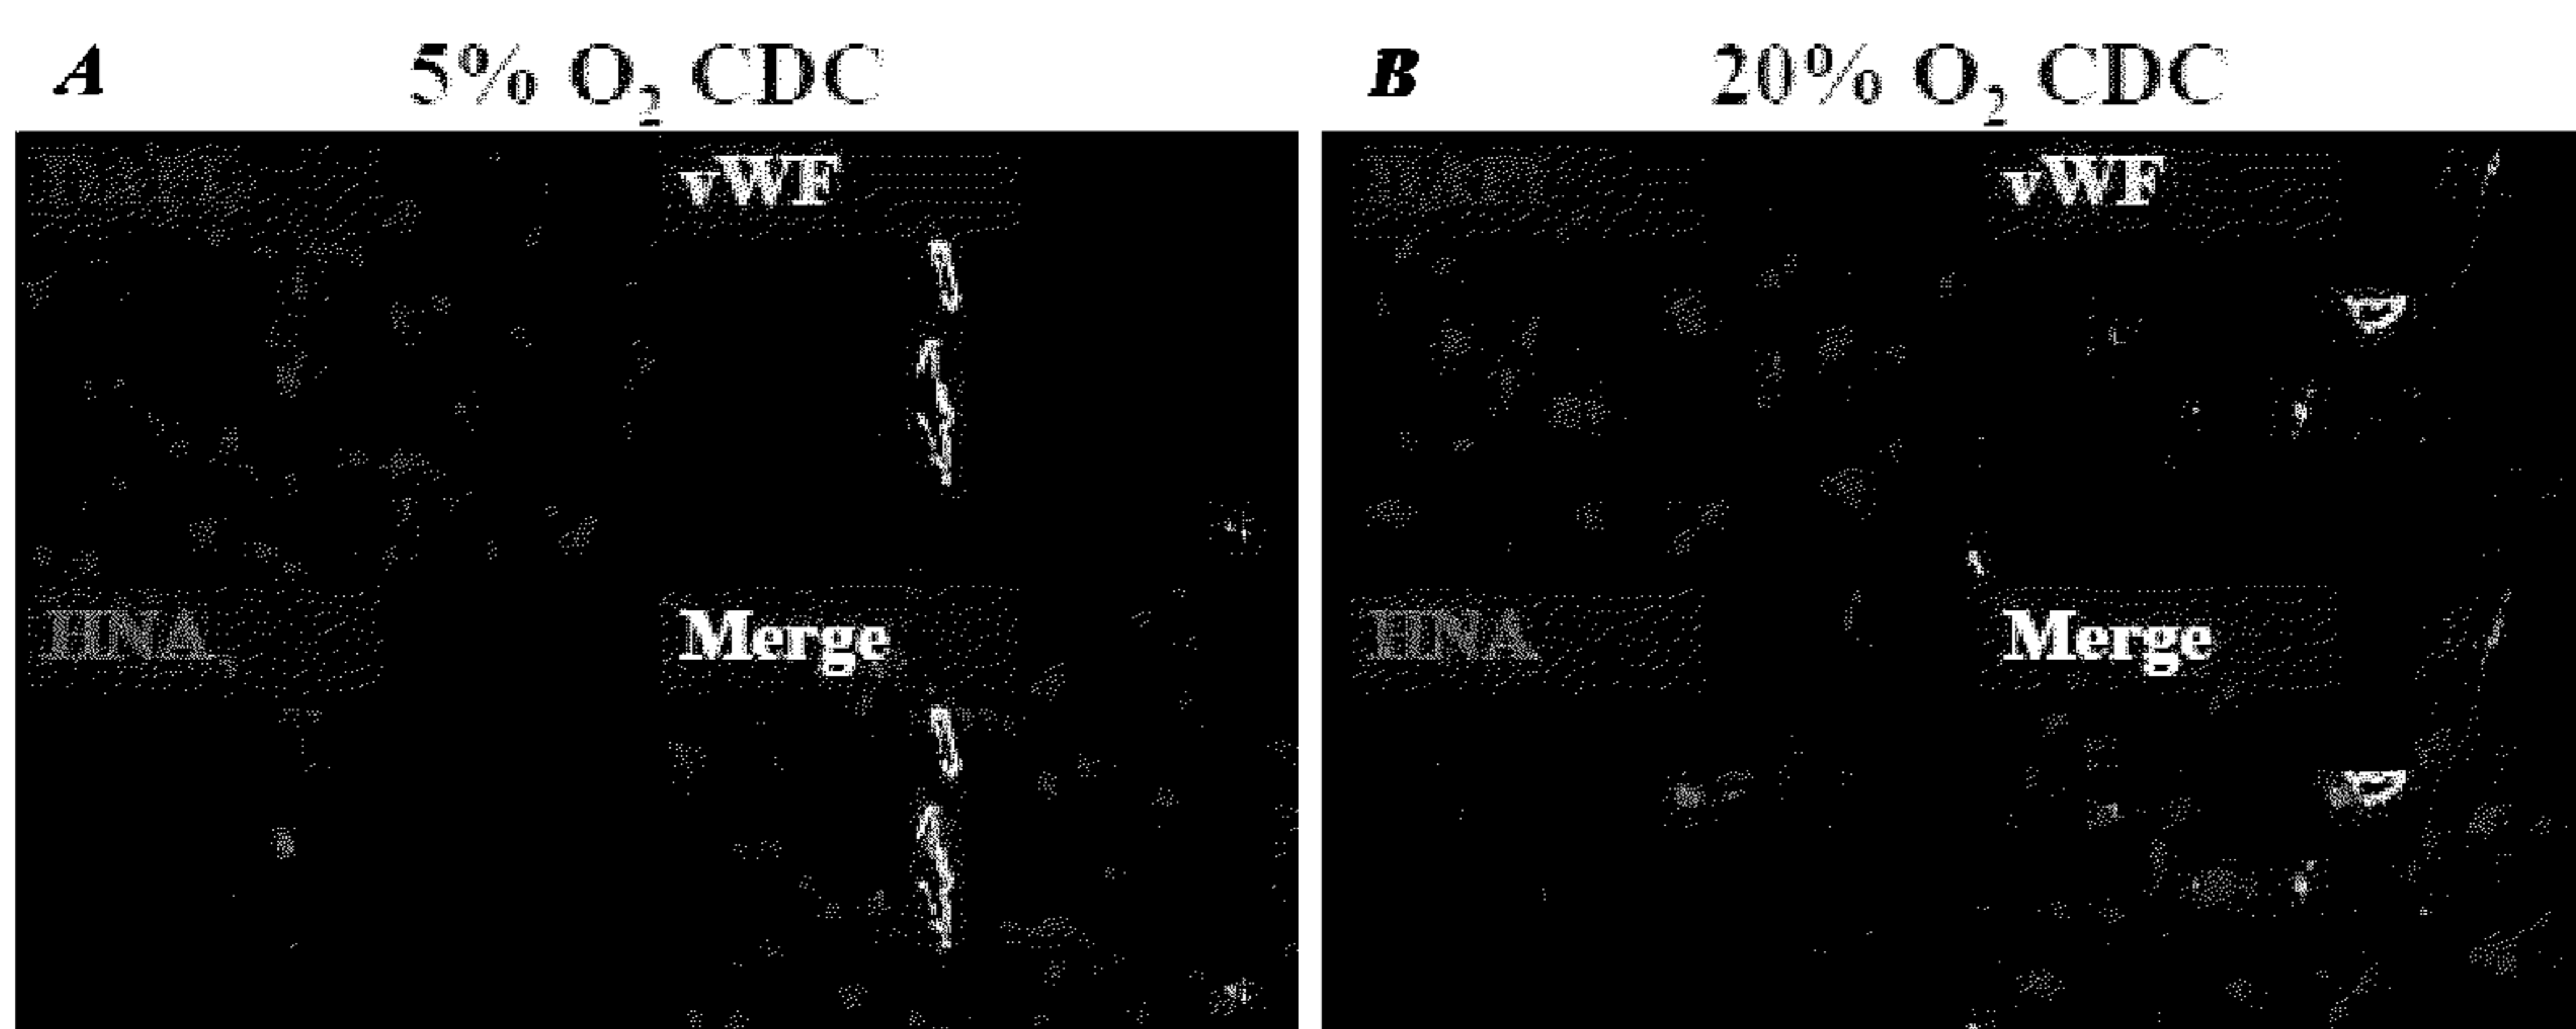 A 5% O₂ CDC B 20% O₂ CDC
DAPI vWF DAPI vWF
HNA Merge HNA Merge